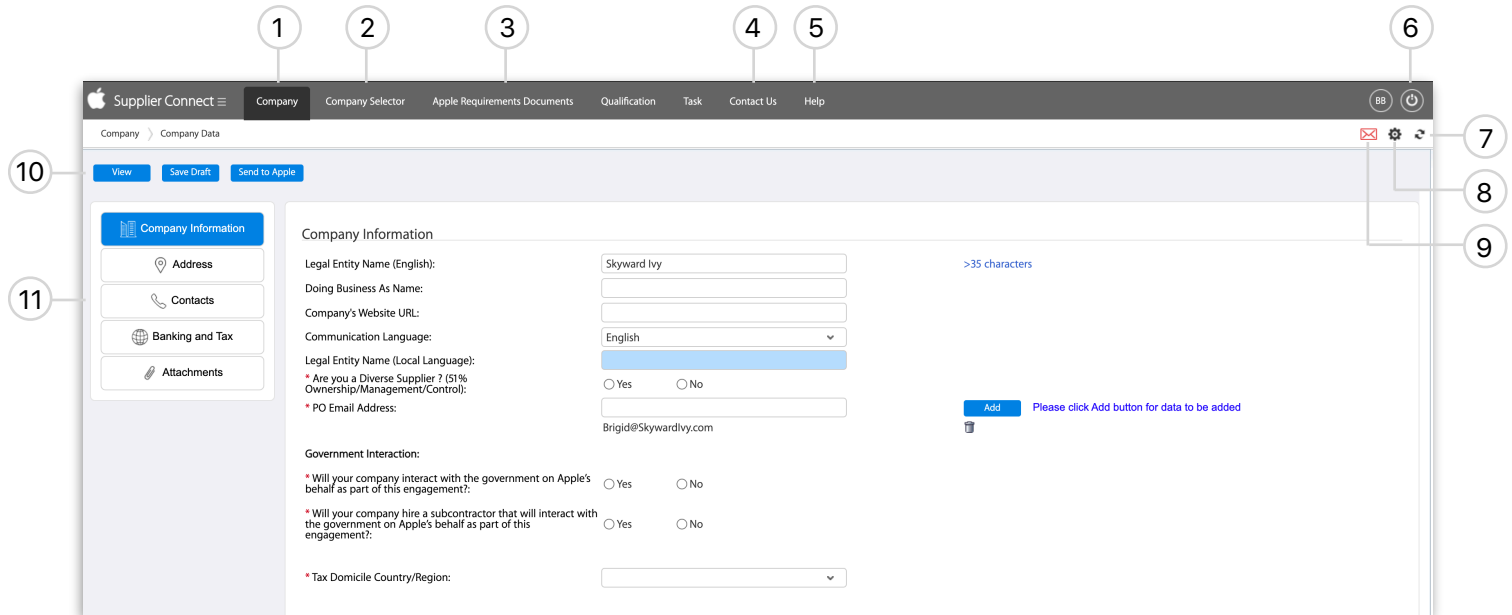 1 2 3 4 5 6
Supplier Connect Company Company Selector Apple Requirements Documents Qualification Task Contact Us Help BB
Company Company Data
7
10 View Save Draft Send to Apple
8
Company Information
Company Information
9
Address
Legal Entity Name (English): Skyward Ivy >35 characters
Doing Business As Name:
11 Contacts
Company's Website URL:
Banking and Tax
Communication Language: English
Legal Entity Name (Local Language):
Attachments
* Are you a Diverse Supplier ? (51%
Ownership/Management/Control): Yes No
* PO Email Address: Add Please click Add button for data to be added
Brigid@SkywardIvy.com
Government Interaction:
* Will your company interact with the government on Apple's
behalf as part of this engagement?: Yes No
* Will your company hire a subcontractor that will interact with
the government on Apple's behalf as part of this
engagement?: Yes No
* Tax Domicile Country/Region: